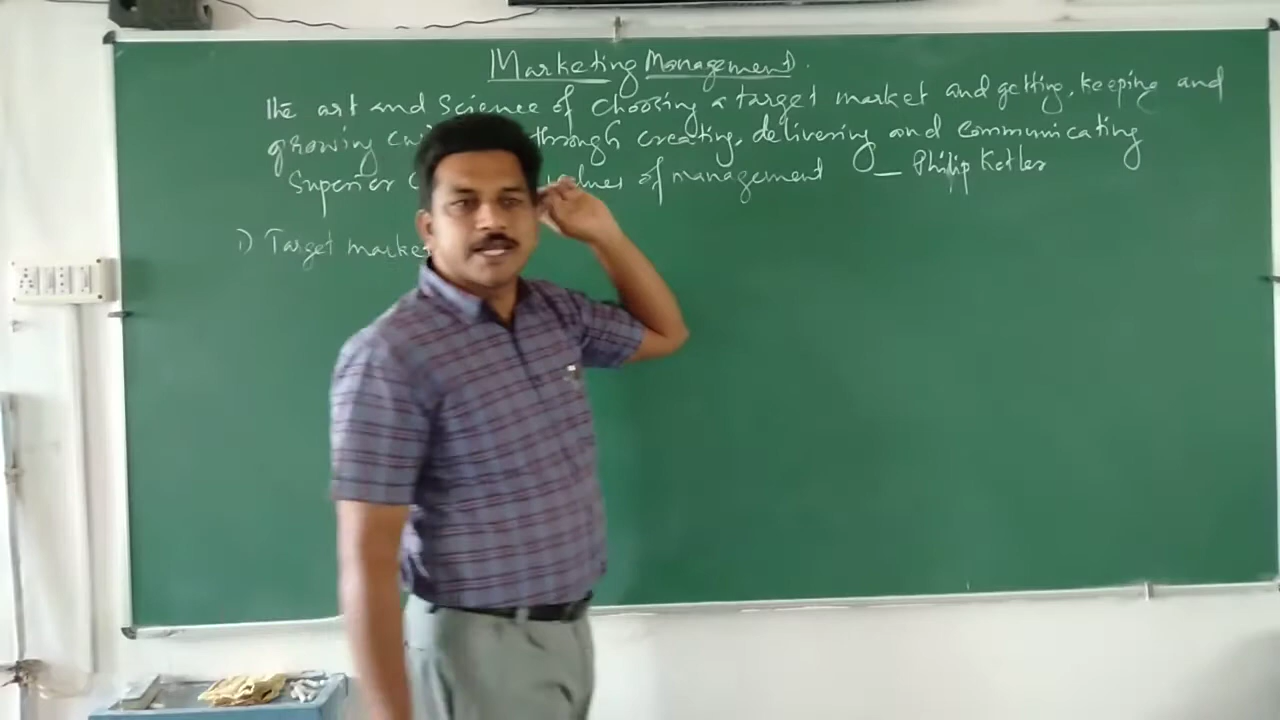 Marketing Management.
The art and Science of choosing a target market and getting, keeping and
growing through creating, delivering and communicating
Superior values of management — Philip Kotler
1) Target market